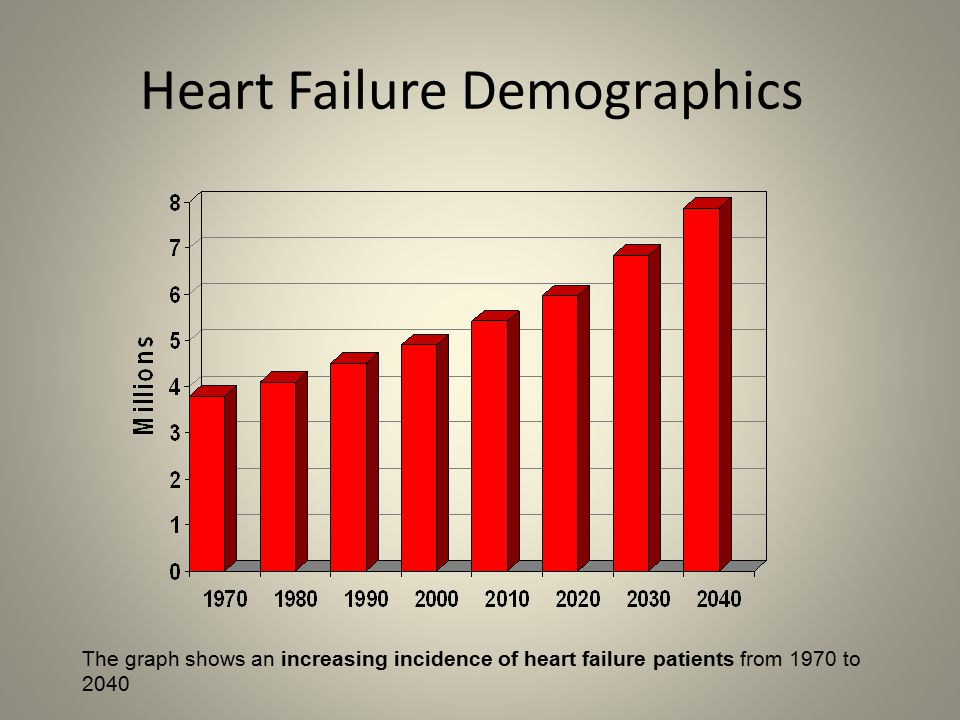 Heart Failure Demographics
8
7
6
5
4
3
2
1
0
Millions
1970 1980 1990 2000 2010 2020 2030 2040
The graph shows an increasing incidence of heart failure patients from 1970 to
2040